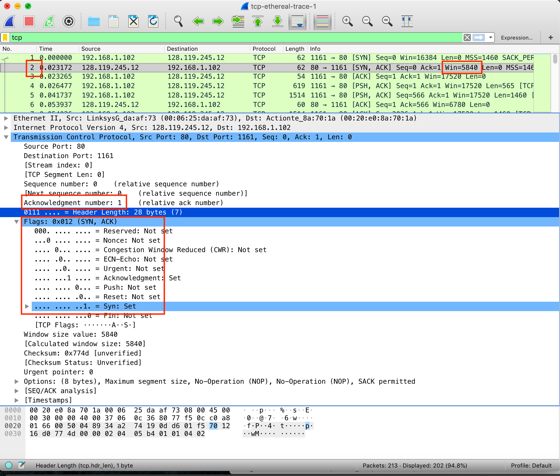 tcp-ethereal-trace-1
tcp
Expression...
+
No. Time Source Destination Protocol Length Info
1 0.000000 192.168.1.102 128.119.245.12 TCP 62 1161 → 80 [SYN] Seq=0 Win=16384 Len=0 MSS=1460 SACK_PER
2 0.023172 128.119.245.12 192.168.1.102 TCP 62 80 → 1161 [SYN, ACK] Seq=0 Ack=1 Win=5840 Len=0 MSS=1460
3 0.023265 192.168.1.102 128.119.245.12 TCP 54 1161 → 80 [ACK] Seq=1 Ack=1 Win=17520 Len=0
4 0.026477 192.168.1.102 128.119.245.12 TCP 619 1161 → 80 [PSH, ACK] Seq=1 Ack=1 Win=17520
5 0.041737 192.168.1.102 128.119.245.12 TCP 1514 1161 → 80 [PSH, ACK] Seq=566 Ack=1 Win=17520
6 0.053937 128.119.245.12 192.168.1.102 TCP 60 80 → 1161 [ACK] Seq=1 Ack=566 Win=6780 Len=0
Ethernet II, Src: LinksysG_da:af:73 (00:06:25:da:af:73), Dst: Actionte_8a:70:1a (00:20:e0:8a:70:1a)
Internet Protocol Version 4, Src: 128.119.245.12, Dst: 192.168.1.102
Transmission Control Protocol, Src Port: 80, Dst Port: 1161, Seq: 0, Ack: 1, Len: 0
Source Port: 80
Destination Port: 1161
[Stream index: 0]
[TCP Segment Len: 0]
Sequence number: 0 (relative sequence number)
[Next sequence number: 0 (relative sequence number)]
Acknowledgment number: 1 (relative ack number)
0111 .... = Header Length: 28 bytes (7)
Flags: 0x012 (SYN, ACK)
000. .... .... = Reserved: Not set
...0 .... .... = Nonce: Not set
.... 0... .... = Congestion Window Reduced (CWR): Not set
.... .0.. .... = ECN-Echo: Not set
.... ..0. .... = Urgent: Not set
.... ...1 .... = Acknowledgment: Set
.... .... 0... = Push: Not set
.... .... .0.. = Reset: Not set
.... .... ..1. = Syn: Set
.... .... ...0 = Fin: Not set
[TCP Flags: ·······A··S·]
Window size value: 5840
[Calculated window size: 5840]
Checksum: 0x774d [unverified]
[Checksum Status: Unverified]
Urgent pointer: 0
Options: (8 bytes), Maximum segment size, No-Operation (NOP), No-Operation (NOP), SACK permitted
[SEQ/ACK analysis]
[Timestamps]
0000 00 20 e0 8a 70 1a 00 06 25 da af 73 08 00 45 00
0010 00 30 00 00 40 00 37 06 0c 36 80 77 f5 0c c0 a8
0020 01 66 00 50 04 89 34 a2 74 19 0d d6 01 f5 70 12
0030 16 d0 77 4d 00 00 02 04 05 b4 01 01 04 02
Header Length (tcp.hdr_len), 1 byte
Packets: 213 · Displayed: 202 (94.8%)
Profile: Default